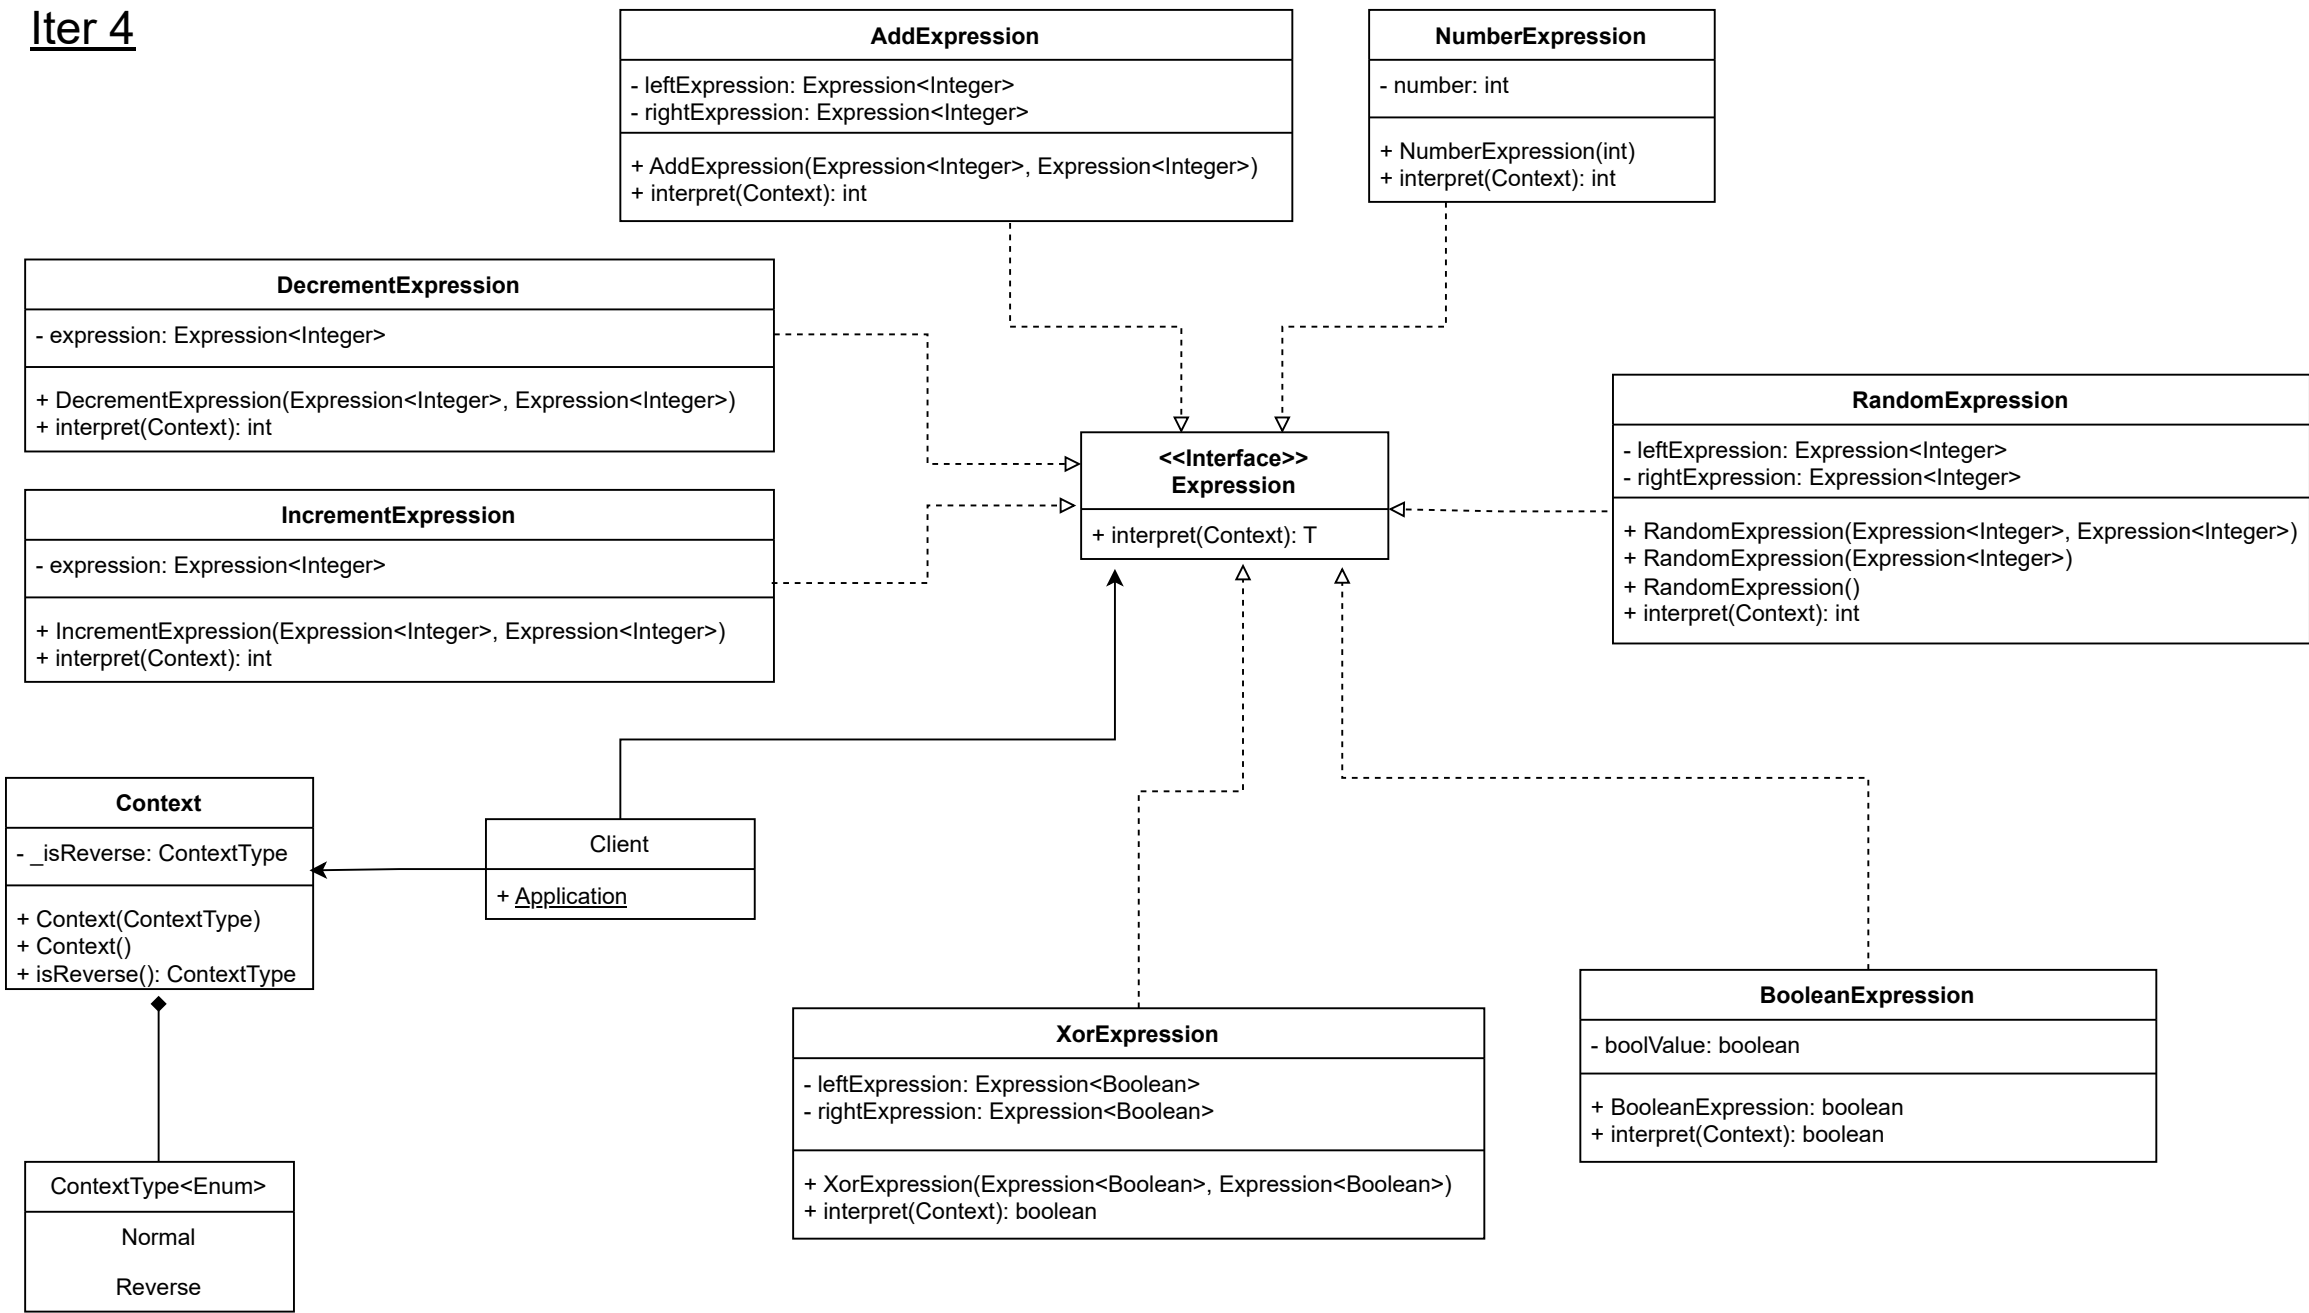 Iter 4
AddExpression
- leftExpression: Expression<Integer>
- rightExpression: Expression<Integer>
+ AddExpression(Expression<Integer>, Expression<Integer>)
+ interpret(Context): int
NumberExpression
- number: int
+ NumberExpression(int)
+ interpret(Context): int
DecrementExpression
- expression: Expression<Integer>
+ DecrementExpression(Expression<Integer>, Expression<Integer>)
+ interpret(Context): int
<<Interface>>
Expression
+ interpret(Context): T
RandomExpression
- leftExpression: Expression<Integer>
- rightExpression: Expression<Integer>
+ RandomExpression(Expression<Integer>, Expression<Integer>)
+ RandomExpression(Expression<Integer>)
+ RandomExpression()
+ interpret(Context): int
IncrementExpression
- expression: Expression<Integer>
+ IncrementExpression(Expression<Integer>, Expression<Integer>)
+ interpret(Context): int
Context
- _isReverse: ContextType
+ Context(ContextType)
+ Context()
+ isReverse(): ContextType
Client
+ Application
XorExpression
- leftExpression: Expression<Boolean>
- rightExpression: Expression<Boolean>
+ XorExpression(Expression<Boolean>, Expression<Boolean>)
+ interpret(Context): boolean
BooleanExpression
- boolValue: boolean
+ BooleanExpression: boolean
+ interpret(Context): boolean
ContextType<Enum>
Normal
Reverse